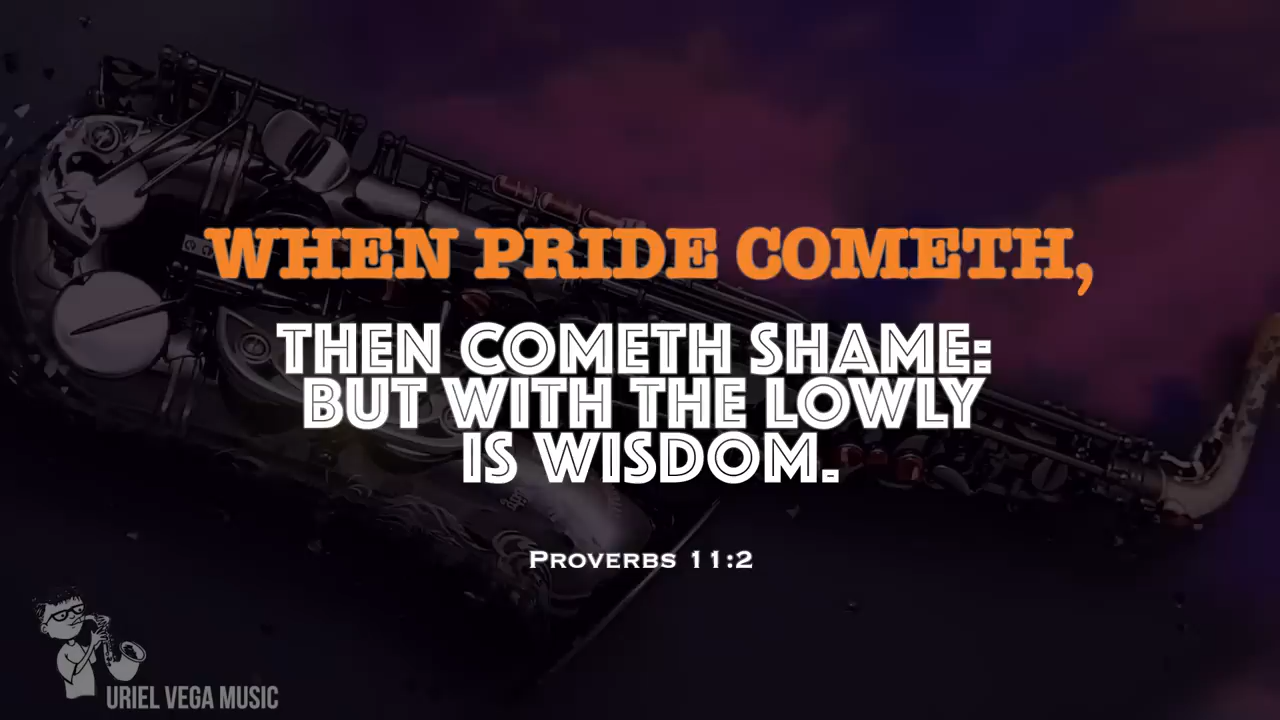 WHEN PRIDE COMETH,
THEN COMETH SHAME:
BUT WITH THE LOWLY
IS WISDOM.
PROVERBS 11:2
URIEL VEGA MUSIC